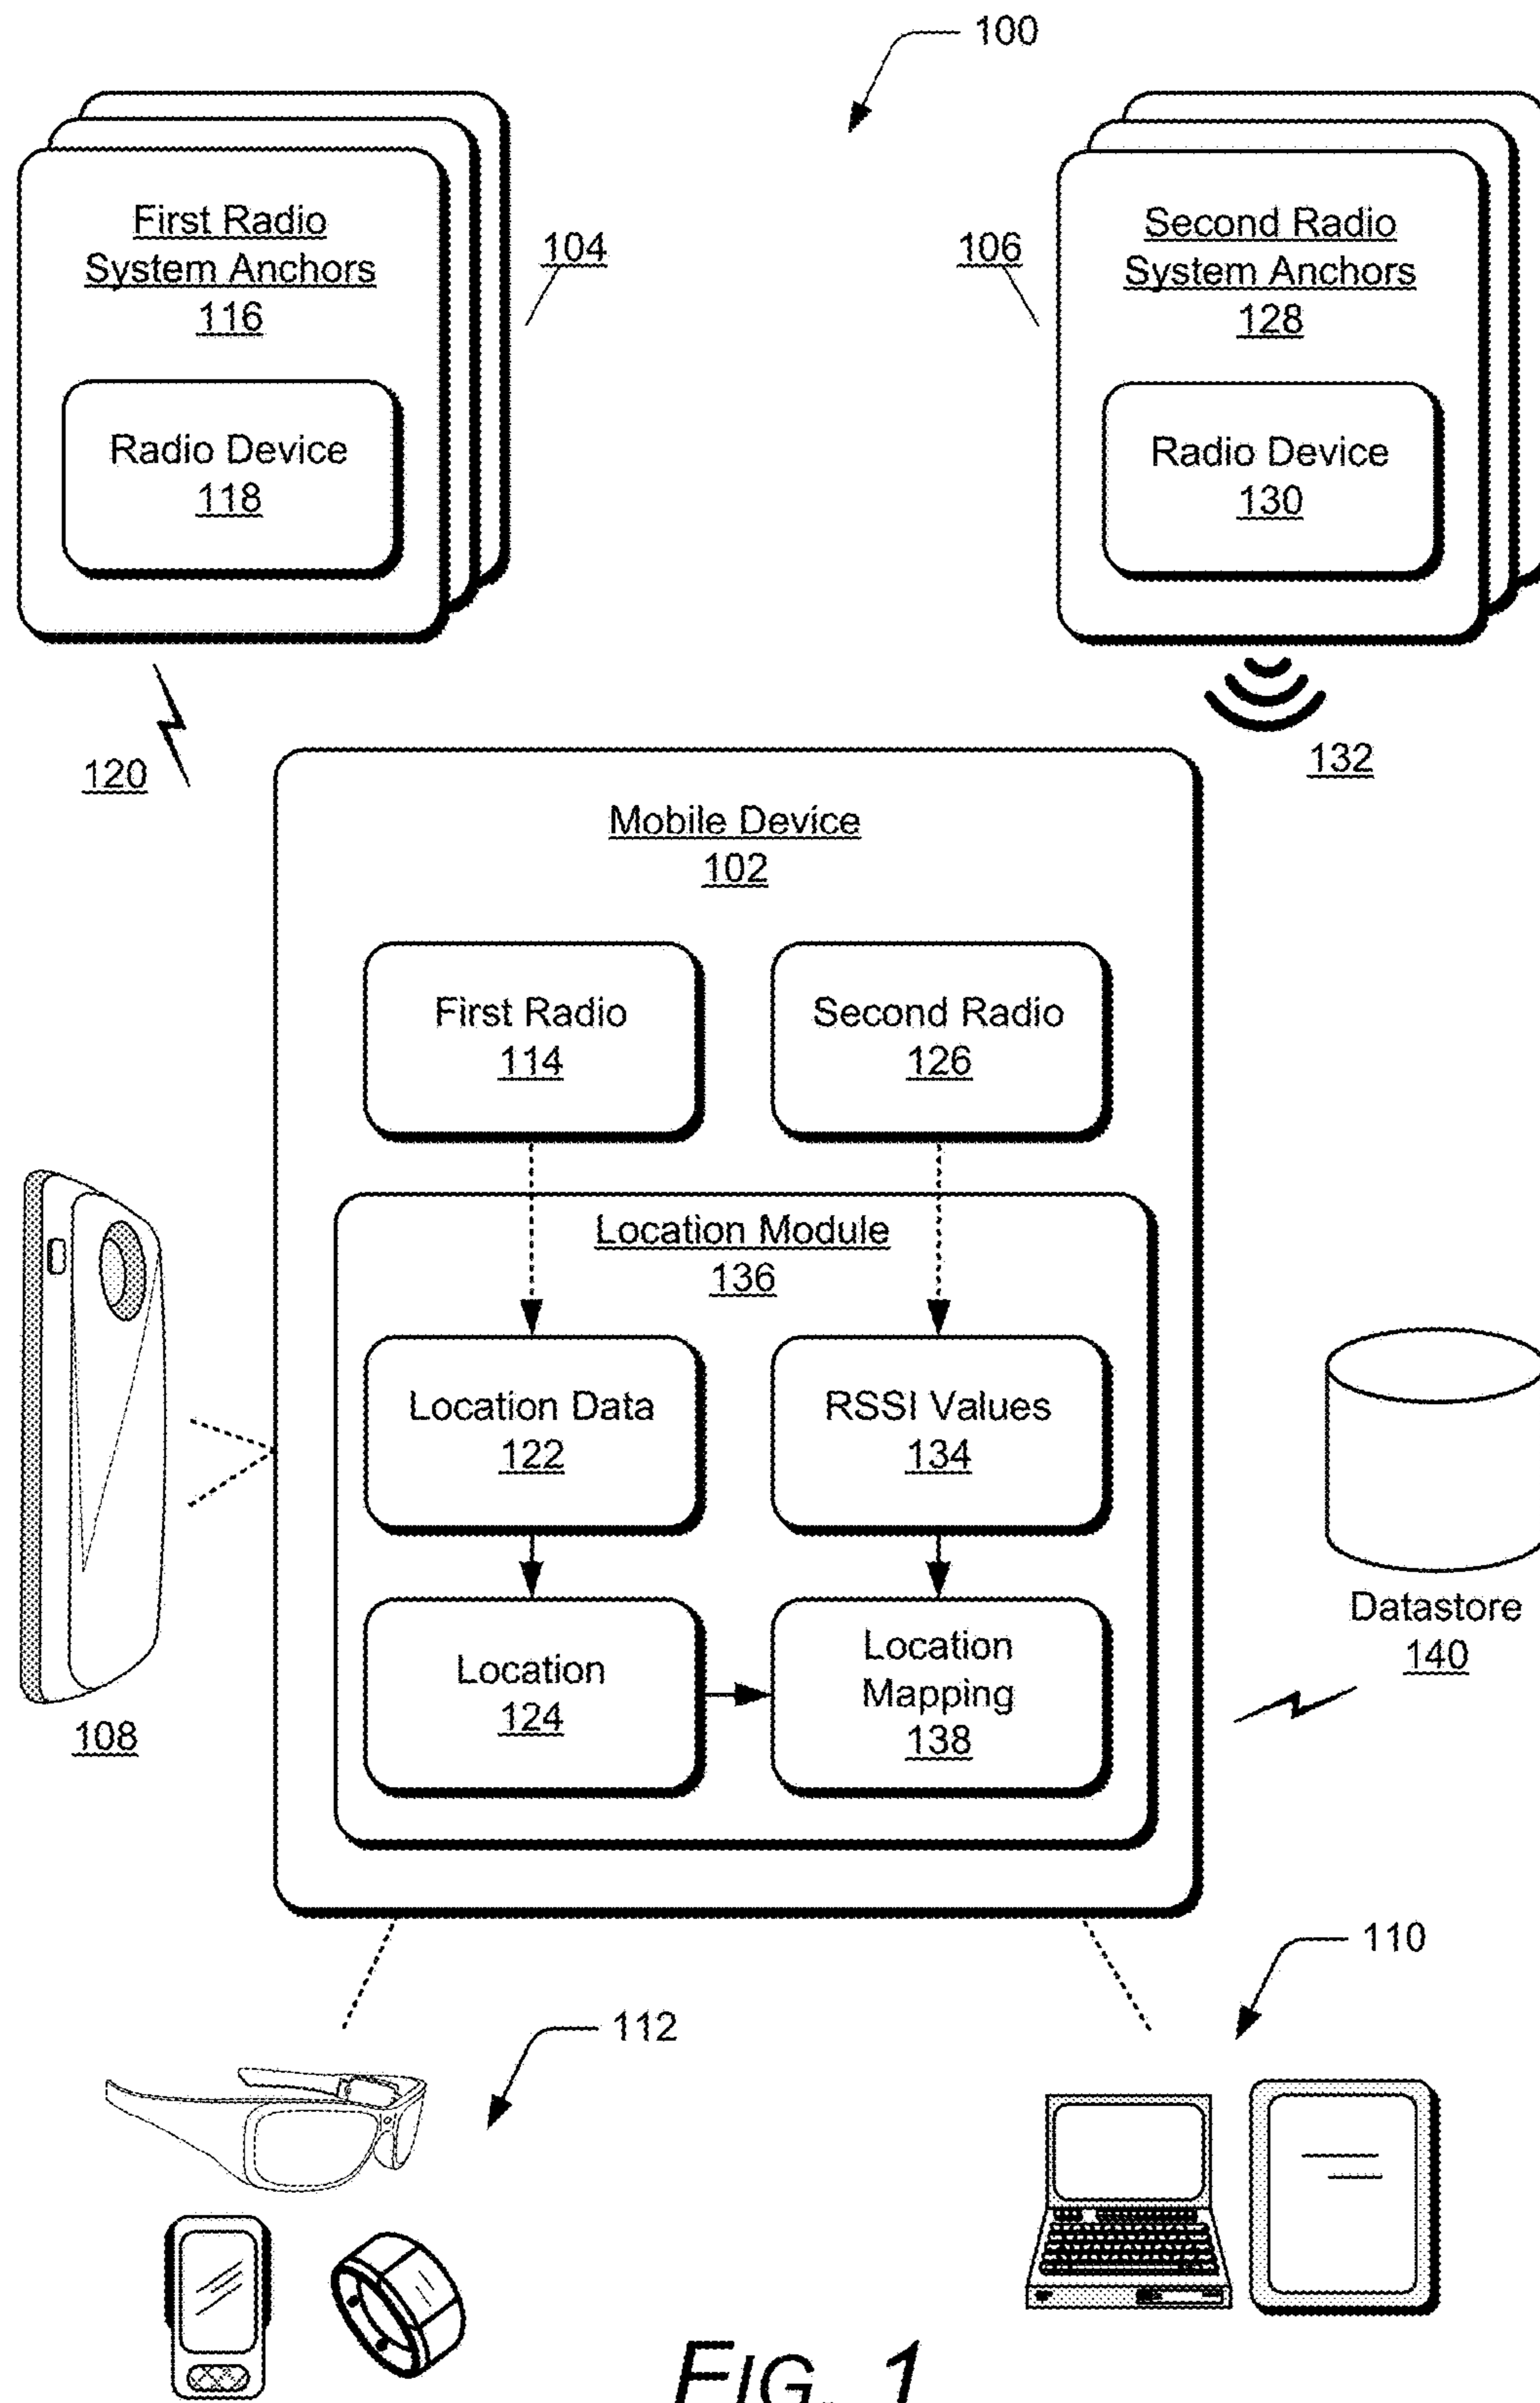 100
First Radio
System Anchors
116
Radio Device
118
104
106
Second Radio
System Anchors
128
Radio Device
130
120
132
Mobile Device
102
First Radio
114
Second Radio
126
Location Module
136
Location Data
122
RSSI Values
134
Location
124
Location
Mapping
138
108
Datastore
140
110
112
FIG. 1